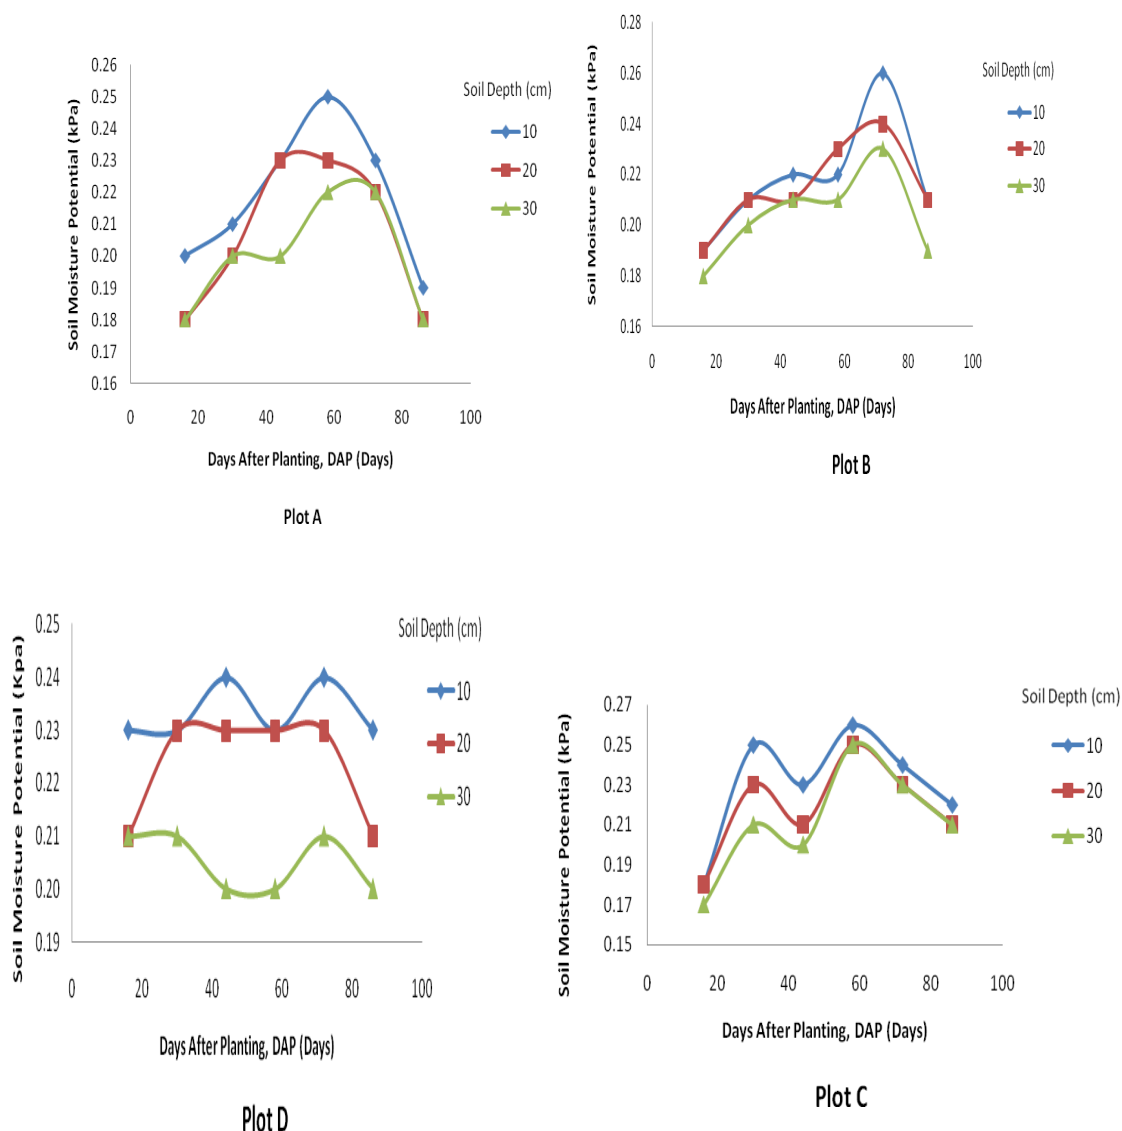 Soil Moisture Potential (kPa)
0.26
0.25
0.24
0.23
0.22
0.21
0.20
0.19
0.18
0.17
0.16
0 20 40 60 80 100
Days After Planting, DAP (Days)
Soil Depth (cm)
10
20
30
Plot A
Soil Moisture Potential (kPa)
0.28
0.26
0.24
0.22
0.20
0.18
0.16
0 20 40 60 80 100
Days After Planting, DAP (Days)
Soil Depth (cm)
10
20
30
Plot B
Soil Moisture Potential (Kpa)
0.25
0.24
0.23
0.22
0.21
0.20
0.19
0 20 40 60 80 100
Days After Planting, DAP (Days)
Soil Depth (cm)
10
20
30
Plot D
Soil Moisture Potential (kPa)
0.27
0.25
0.23
0.21
0.19
0.17
0.15
0 20 40 60 80 100
Days After Planting, DAP (Days)
Soil Depth (cm)
10
20
30
Plot C